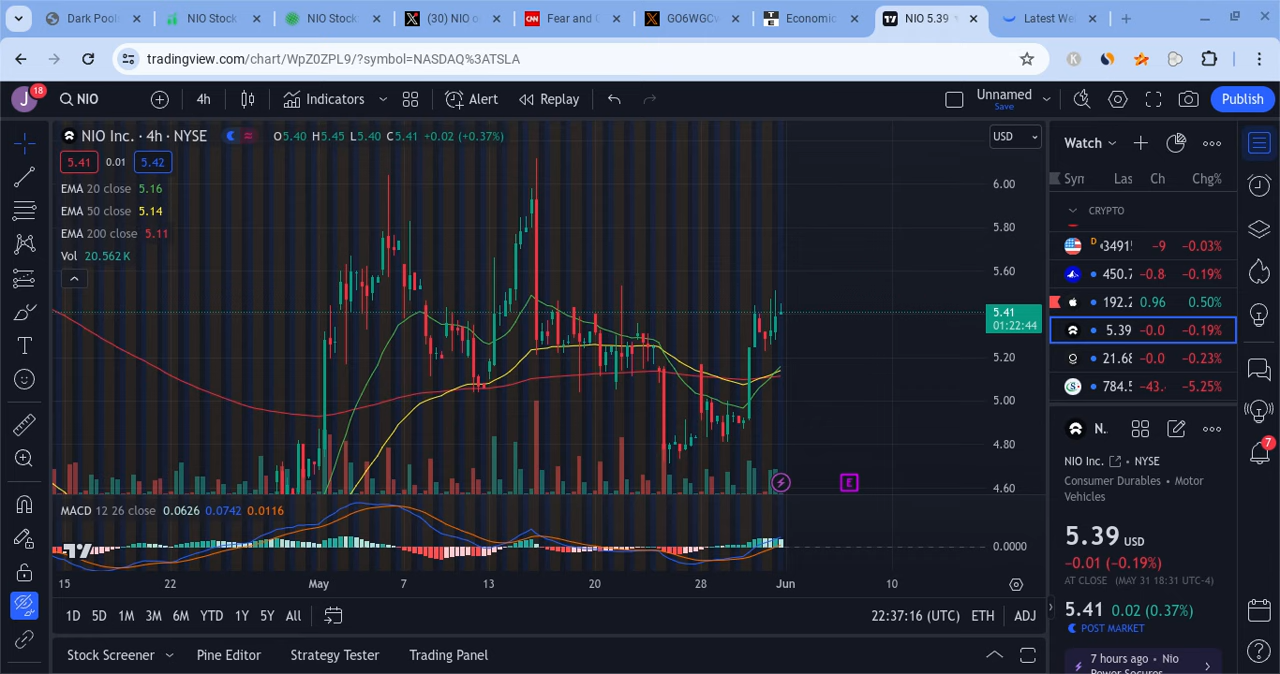 Dark Pool
NIO Stock
NIO Stock
(30) NIO o
Fear and
GO6WGCw
Economic
NIO 5.39
Latest We
tradingview.com/chart/WpZ0ZPL9/?symbol=NASDAQ%3ATSLA
J 18 NIO 4h Indicators Alert Replay Unnamed Save Publish
NIO Inc. · 4h · NYSE O5.40 H5.45 L5.40 C5.41 +0.02 (+0.37%) USD
5.41 0.01 5.42
EMA 20 close 5.16
EMA 50 close 5.14
EMA 200 close 5.11
Vol 20.562K
6.00
5.80
5.60
5.41
01:22:44
5.20
5.00
4.80
4.60
E
MACD 12 26 close 0.0626 0.0742 0.0116
0.0000
15 22 May 7 13 20 28 Jun 10
1D 5D 1M 3M 6M YTD 1Y 5Y All 22:37:16 (UTC) ETH ADJ
Stock Screener Pine Editor Strategy Tester Trading Panel
Watch
Syn Las Ch Chg%
CRYPTO
D 34915 -9 -0.03%
450.7 -0.8 -0.19%
192.2 0.96 0.50%
5.39 -0.0 -0.19%
21.68 -0.0 -0.23%
784.5 -43. -5.25%
N..
NIO Inc. • NYSE
Consumer Durables • Motor
Vehicles
5.39 USD
-0.01 (-0.19%)
AT CLOSE (MAY 31 18:31 UTC-4)
5.41 0.02 (0.37%)
POST MARKET
7 hours ago • Nio
Power Secures
7